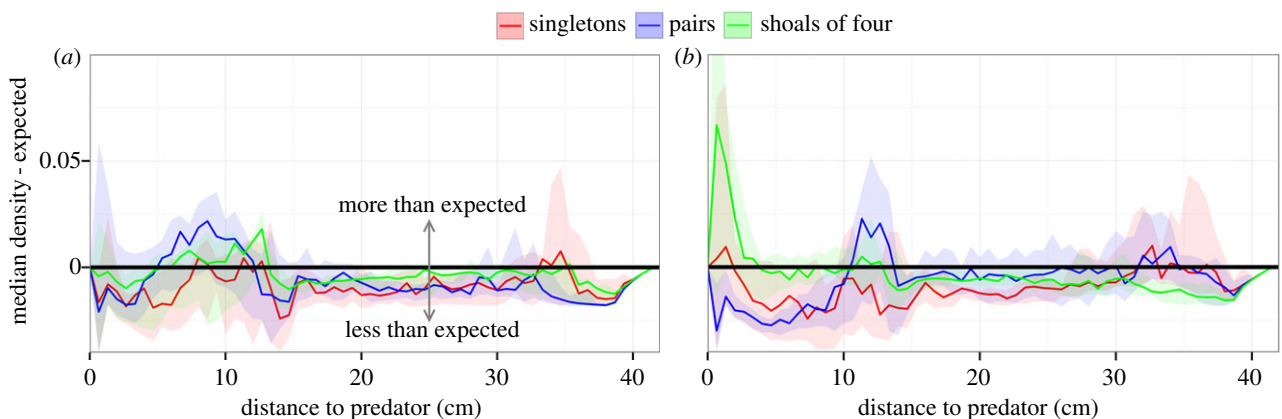 singletons pairs shoals of four
(a) (b)
median density - expected
0.05
0
more than expected
less than expected
0 10 20 30 40 0 10 20 30 40
distance to predator (cm) distance to predator (cm)